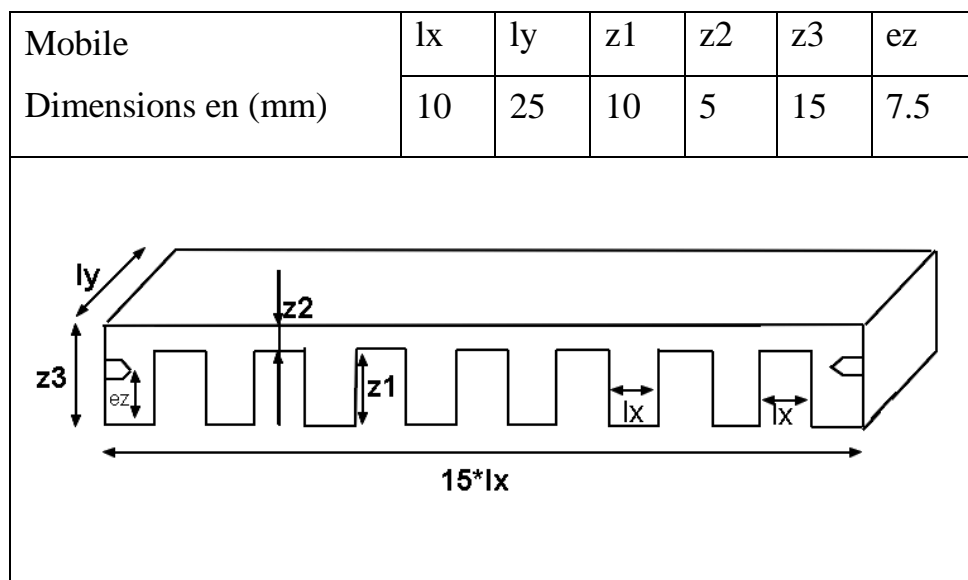 Mobile
Dimensions en (mm)
lx ly z1 z2 z3 ez
10 25 10 5 15 7.5
ly
z2
z3
ez
z1
lx
lx
15*lx